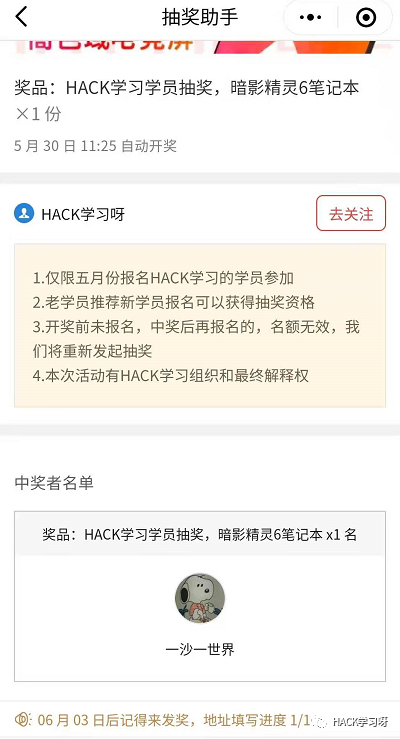 抽奖助手
奖品：HACK学习学员抽奖，暗影精灵6笔记本
×1 份
5 月 30 日 11:25 自动开奖
HACK学习呀
去关注
1.仅限五月份报名HACK学习的学员参加
2.老学员推荐新学员报名可以获得抽奖资格
3.开奖前未报名，中奖后再报名的，名额无效，我
们将重新发起抽奖
4.本次活动有HACK学习组织和最终解释权
中奖者名单
奖品：HACK学习学员抽奖，暗影精灵6笔记本 x1 名
一沙一世界
06 月 03 日后记得来发奖，地址填写进度 1/1
HACK学习呀